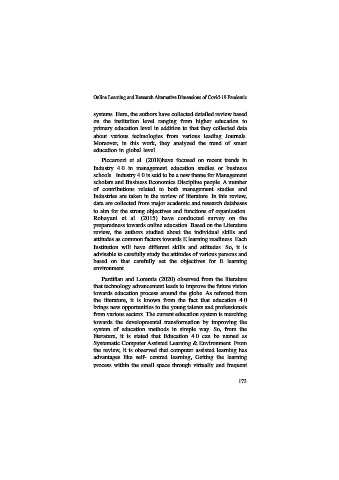 Online Learning and Research Alternative Dimensions of Covid-19 Pandemic
systems. Here, the authors have collected detailed review based
on the institution level ranging from higher education to
primary education level in addition to that they collected data
about various technologies from various leading Journals.
Moreover, in this work, they analyzed the trend of smart
education in global level.
Piccarozzi et al. (2018)have focused on recent trends in
Industry 4.0 in management education studies or business
schools. Industry 4.0 is said to be a new theme for Management
scholars and Business Economics Discipline people. A number
of contributions related to both management studies and
Industries are taken in the review of literature. In this review,
data are collected from major academic and research databases
to aim for the strong objectives and functions of organization.
Rohayani et al. (2015) have conducted survey on the
preparedness towards online education. Based on the Literature
review, the authors studied about the individual skills and
attitudes as common factors towards E learning readiness. Each
Institution will have different skills and attitudes. So, it is
advisable to carefully study the attitudes of various persons and
based on that carefully set the objectives for E learning
environment.
Puntillan and Lorents (2020) observed from the literature
that technology advancement leads to improve the future vision
towards education process around the globe. As referred from
the literature, it is known from the fact that education 4.0
brings new opportunities to the young talents and professionals
from various sectors. The current education system is marching
towards the developmental transformation by improving the
system of education methods in simple way. So, from the
literature, it is stated that Education 4.0 can be named as
Systematic Computer Assisted Learning & Environment. From
the review, it is observed that computer assisted learning has
advantages like self- centred learning, Getting the learning
process within the small space through virtually and frequent
173